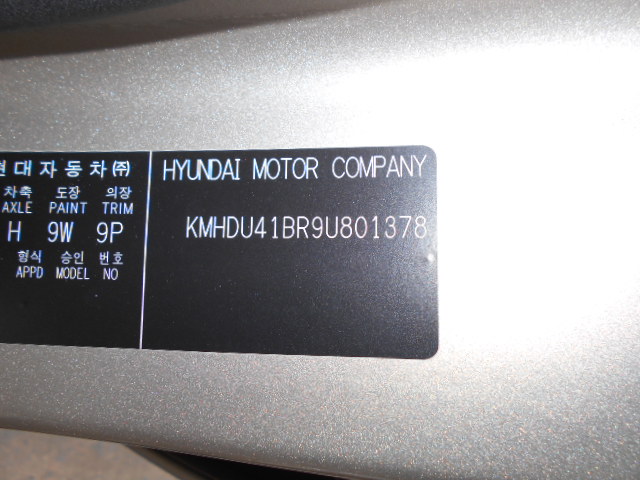 현대자동차㈜
차축 도장 의장
AXLE PAINT TRIM
H 9W 9P
형식 승인 번호
APPD MODEL NO
HYUNDAI MOTOR COMPANY
KMHDU41BR9U801378